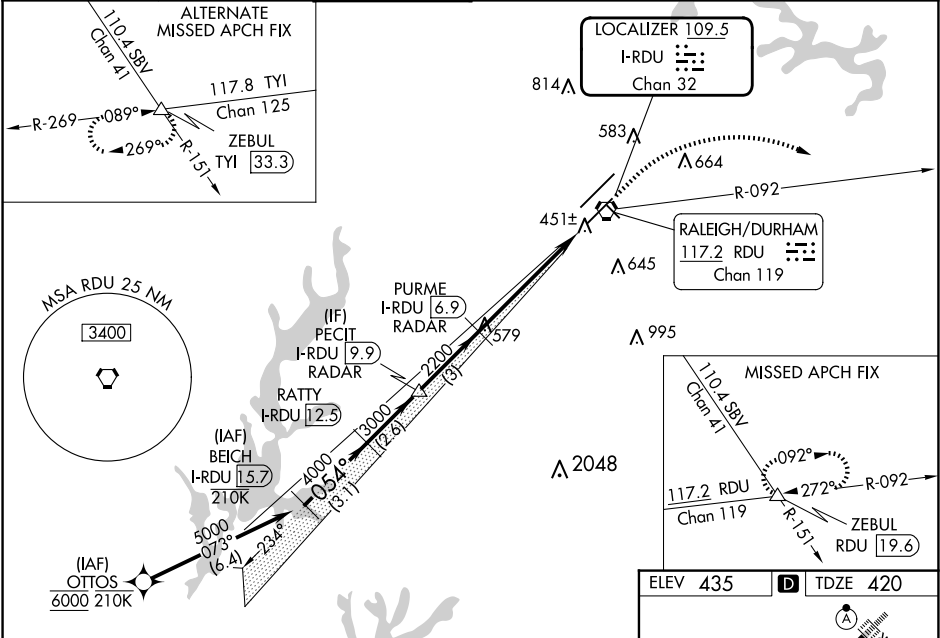 ALTERNATE
MISSED APCH FIX
110.4 SBV
Chan 41
117.8 TYI
Chan 125
R-269
089°
269°
R-151
ZEBUL
TYI 33.3
LOCALIZER 109.5
I-RDU
Chan 32
814
583
664
R-092
451±
RALEIGH/DURHAM
117.2 RDU
Chan 119
645
MSA RDU 25 NM
3400
PURME
I-RDU 6.9
RADAR
579
995
(IF)
PECIT
I-RDU 9.9
RADAR
2200
(3)
RATTY
I-RDU 12.5
3000
(2.6)
(IAF)
BEICH
I-RDU 15.7
210K
4000
054°
(3.1)
234°
2048
5000
073°
(6.4)
(IAF)
OTTOS
6000 210K
MISSED APCH FIX
110.4 SBV
Chan 41
092°
272°
R-092
117.2 RDU
Chan 119
R-151
ZEBUL
RDU 19.6
ELEV 435
D
TDZE 420
A